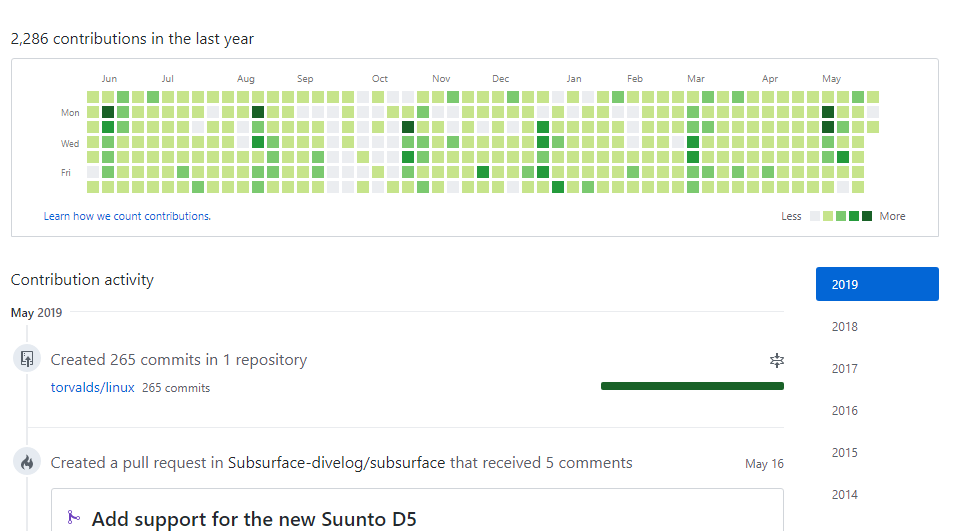 2,286 contributions in the last year
Jun Jul Aug Sep Oct Nov Dec Jan Feb Mar Apr May
Mon
Wed
Fri
Learn how we count contributions. Less More
Contribution activity
2019
May 2019
2018
Created 265 commits in 1 repository
2017
torvalds/linux 265 commits
2016
2015
Created a pull request in Subsurface-divelog/subsurface that received 5 comments May 16
2014
Add support for the new Suunto D5